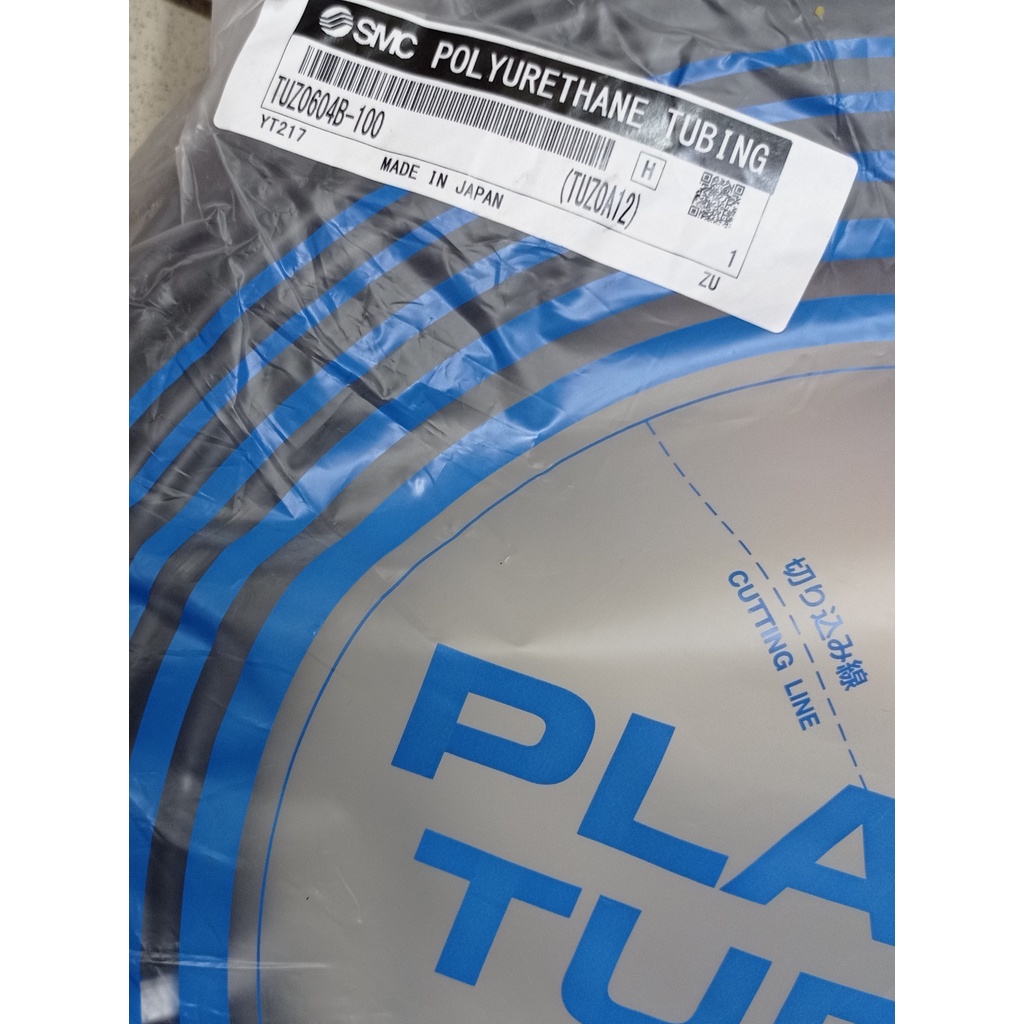 SMC POLYURETHANE TUBING
TUZ0604B-100
H
YT217
MADE IN JAPAN
(TUZ0A12)
1
ZU
切り込み線
CUTTING LINE
PLA
TU